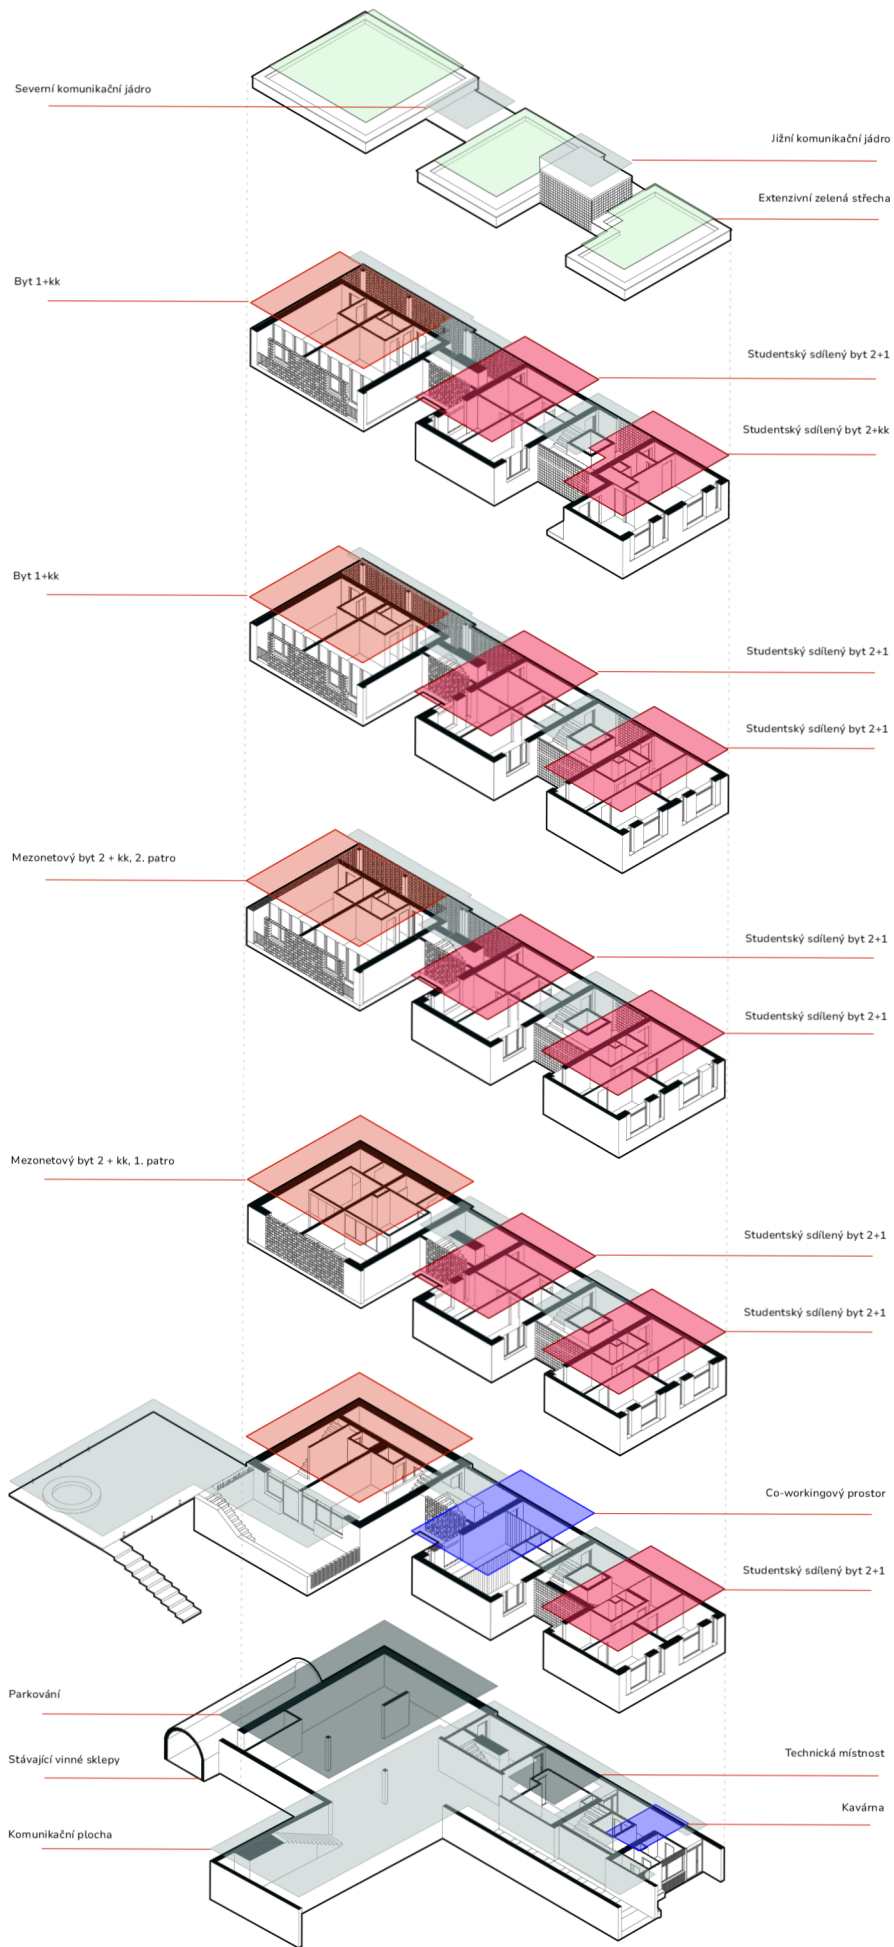 Severní komunikační jádro
Jižní komunikační jádro
Extenzivní zelená střecha
Byt 1+kk
Studentský sdílený byt 2+1
Studentský sdílený byt 2+kk
Byt 1+kk
Studentský sdílený byt 2+1
Studentský sdílený byt 2+1
Mezonetový byt 2 + kk, 2. patro
Studentský sdílený byt 2+1
Studentský sdílený byt 2+1
Mezonetový byt 2 + kk, 1. patro
Studentský sdílený byt 2+1
Studentský sdílený byt 2+1
Co-workingový prostor
Studentský sdílený byt 2+1
Parkování
Technická místnost
Stávající vinné sklepy
Kavárna
Komunikační plocha